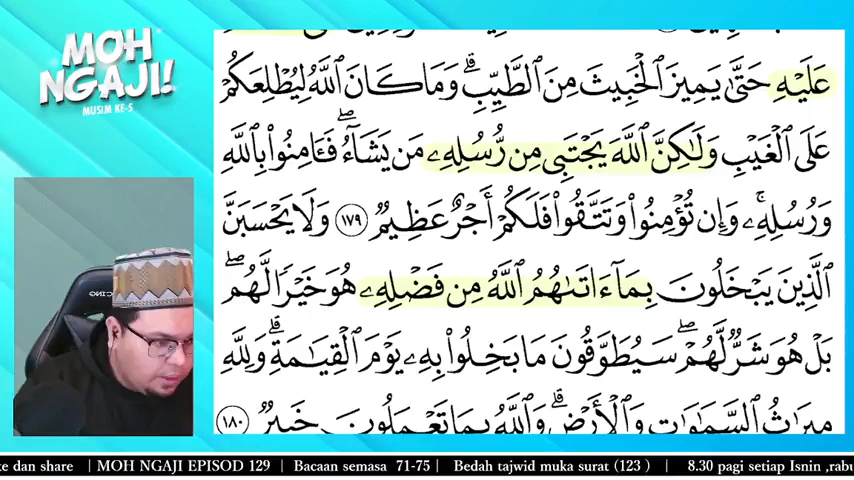 MOH
NGAJI!
MUSIM KE-5
عَلَيْهِ حَتَّىٰ يَمِيزَ ٱلْخَبِيثَ مِنَ ٱلطَّيِّبِ ۗ وَمَا كَانَ ٱللَّهُ لِيُطْلِعَكُمْ
عَلَى ٱلْغَيْبِ وَلَٰكِنَّ ٱللَّهَ يَجْتَبِى مِن رُّسُلِهِۦ مَن يَشَآءُ ۖ فَـَٔامِنُوا۟ بِٱللَّهِ
وَرُسُلِهِۦ ۚ وَإِن تُؤْمِنُوا۟ وَتَتَّقُوا۟ فَلَكُمْ أَجْرٌ عَظِيمٌ ١٧٩ وَلَا يَحْسَبَنَّ
ٱلَّذِينَ يَبْخَلُونَ بِمَآ ءَاتَىٰهُمُ ٱللَّهُ مِن فَضْلِهِۦ هُوَ خَيْرًا لَّهُم ۖ
بَلْ هُوَ شَرٌّ لَّهُمْ ۖ سَيُطَوَّقُونَ مَا بَخِلُوا۟ بِهِۦ يَوْمَ ٱلْقِيَٰمَةِ ۗ وَلِلَّهِ
مِيرَٰثُ ٱلسَّمَٰوَٰتِ وَٱلْأَرْضِ ۗ وَٱللَّهُ بِمَا تَعْمَلُونَ خَبِيرٌ ١٨٠
e dan share | MOH NGAJI EPISOD 129 | Bacaan semasa 71-75 | Bedah tajwid muka surat (123 ) | 8.30 pagi setiap Isnin ,rabu